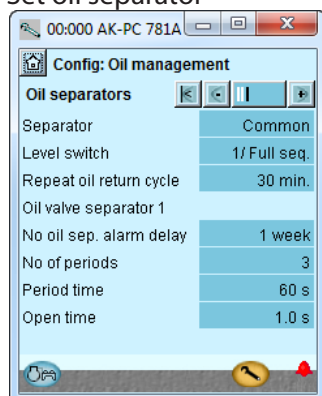 Set oil separator
00:000 AK-PC 781A
Config: Oil management
Oil separators
Separator Common
Level switch 1/ Full seq.
Repeat oil return cycle 30 min.
Oil valve separator 1
No oil sep. alarm delay 1 week
No of periods 3
Period time 60 s
Open time 1.0 s